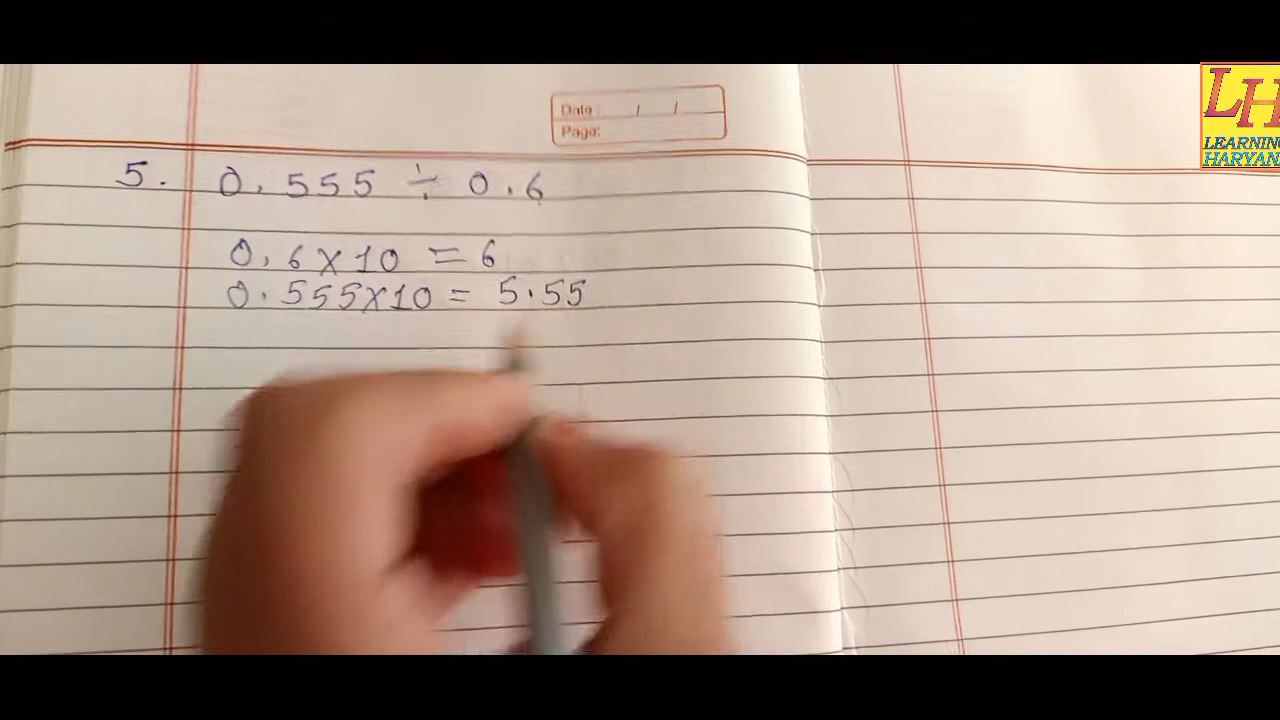 Date : / /
Page:
LH
LEARNING
HARYAN
5. 0.555 ÷ 0.6
0.6×10 = 6
0.555×10 = 5.55